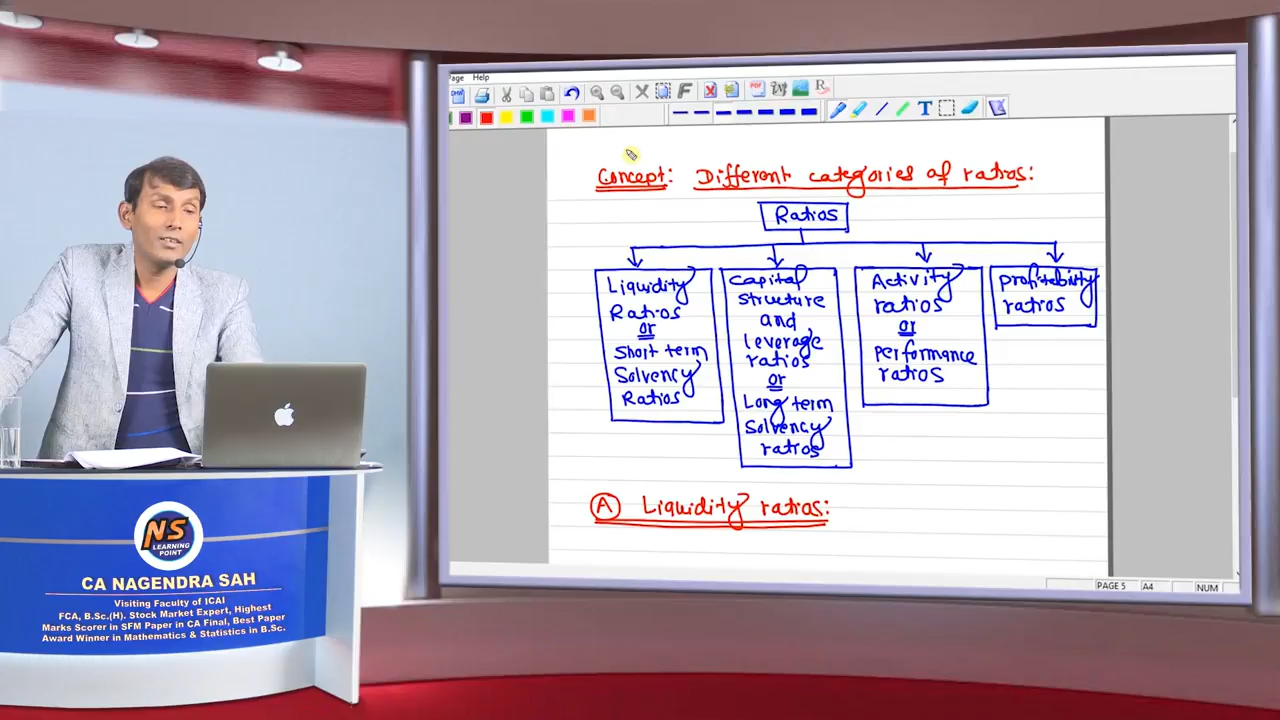 Page Help
PDF
T
Concept: Different categories of ratios:
Ratios
Liquidity
Ratios
or
Short term
Solvency
Ratios
Capital
structure
and
leverage
ratios
or
Long term
Solvency
ratios
Activity
ratios
or
performance
ratios
profitability
ratios
A Liquidity ratios:
PAGE 5 A4 NUM
NS
LEARNING
POINT
CA NAGENDRA SAH
Visiting Faculty of ICAI
FCA, B.Sc.(H). Stock Market Expert, Highest
Marks Scorer in SFM Paper in CA Final, Best Paper
Award Winner in Mathematics & Statistics in B.Sc.